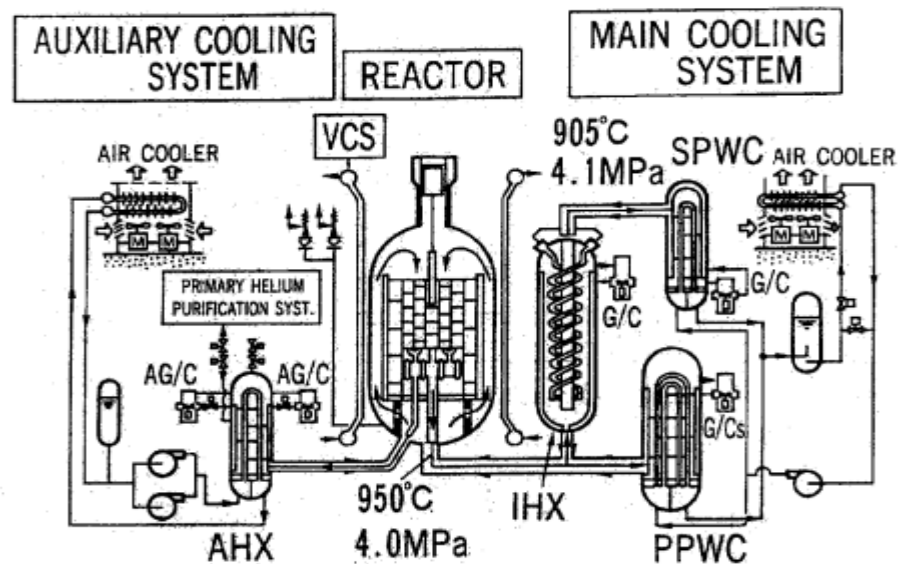 AUXILIARY COOLING
SYSTEM
REACTOR
MAIN COOLING
SYSTEM
VCS
905°C
4.1MPa
SPWC
AIR COOLER
AIR COOLER
M
M
M
M
PRIMARY HELIUM
PURIFICATION SYST.
G/C
G/C
AG/C
AG/C
G/Cs
950°C
4.0MPa
IHX
AHX
PPWC